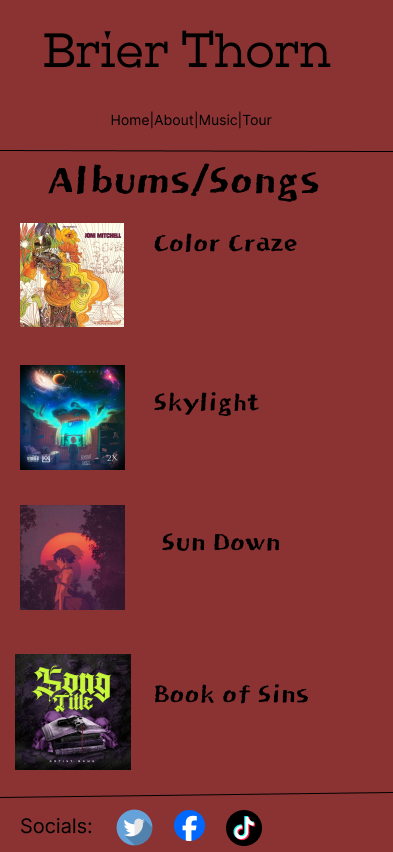 Brier Thorn
Home|About|Music|Tour
Albums/Songs
JONI MITCHELL
Color Craze
Skylight
2X
Sun Down
Song
Title
ARTIST NAME
Book of Sins
Socials: